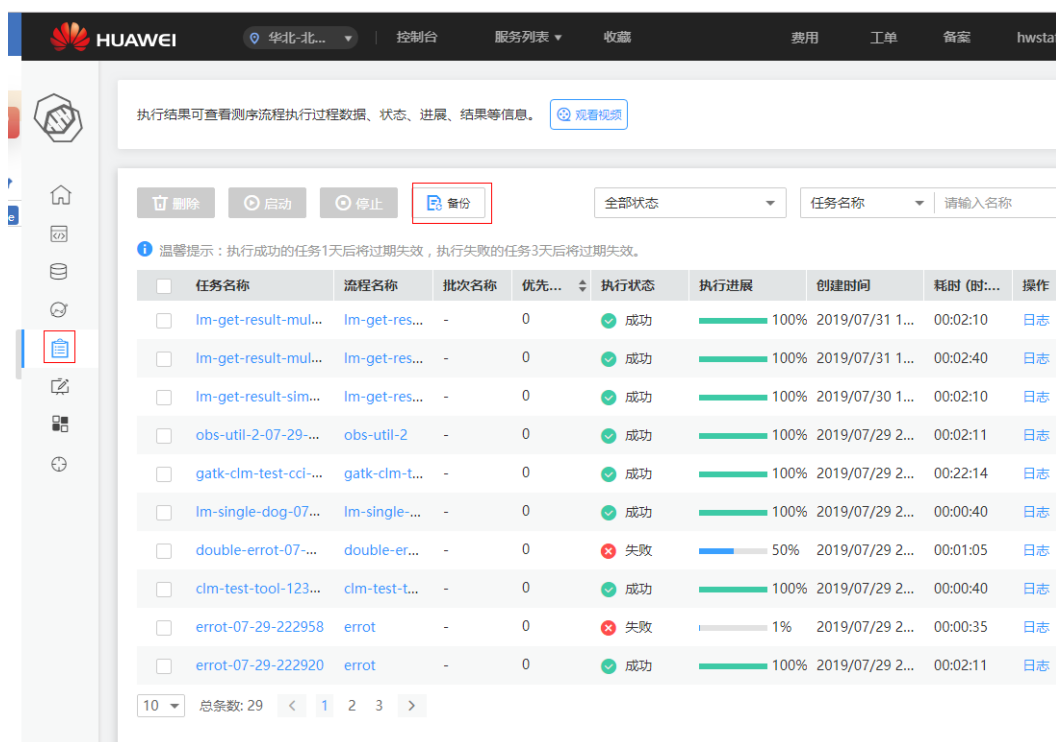 HUAWEI 华北-北... 控制台 服务列表 收藏 费用 工单 备案 hwsta
执行结果可查看测序流程执行过程数据、状态、进展、结果等信息。 观看视频
删除 启动 停止 备份 全部状态 任务名称 请输入名称
温馨提示：执行成功的任务1天后将过期失效，执行失败的任务3天后将过期失效。
任务名称 流程名称 批次名称 优先... 执行状态 执行进展 创建时间 耗时 (时:... 操作
lm-get-result-mul... lm-get-res... - 0 成功 100% 2019/07/31 1... 00:02:10 日志
lm-get-result-mul... lm-get-res... - 0 成功 100% 2019/07/31 1... 00:02:40 日志
lm-get-result-sim... lm-get-res... - 0 成功 100% 2019/07/30 1... 00:02:10 日志
obs-util-2-07-29-... obs-util-2 - 0 成功 100% 2019/07/29 2... 00:02:11 日志
gatk-clm-test-cci-... gatk-clm-t... - 0 成功 100% 2019/07/29 2... 00:22:14 日志
lm-single-dog-07... lm-single-... - 0 成功 100% 2019/07/29 2... 00:00:40 日志
double-errot-07-... double-er... - 0 失败 50% 2019/07/29 2... 00:01:05 日志
clm-test-tool-123... clm-test-t... - 0 成功 100% 2019/07/29 2... 00:00:40 日志
errot-07-29-222958 errot - 0 失败 1% 2019/07/29 2... 00:00:35 日志
errot-07-29-222920 errot - 0 成功 100% 2019/07/29 2... 00:02:11 日志
10 总条数: 29 < 1 2 3 >